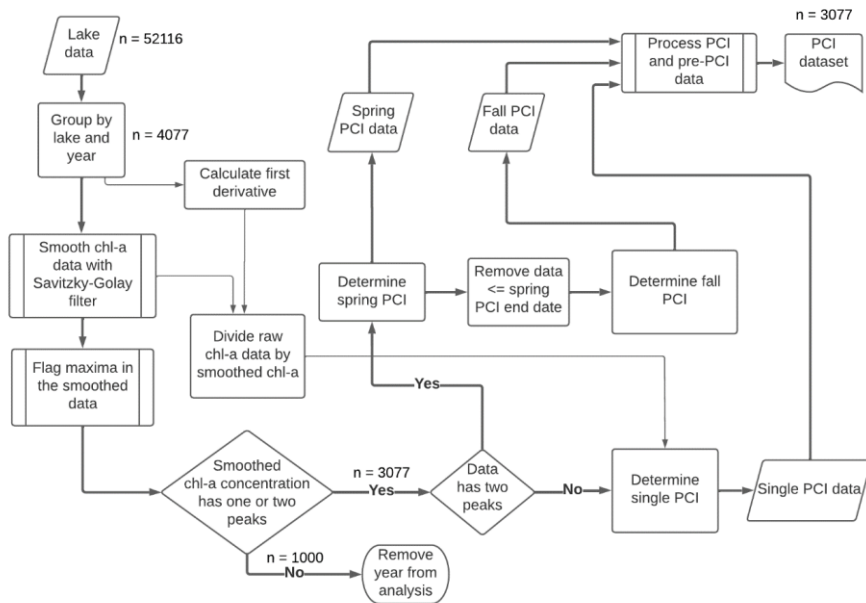 Lake
data
n = 52116
Group by
lake and
year
n = 4077
Calculate first
derivative
Smooth chl-a
data with
Savitzky-Golay
filter
Divide raw
chl-a data by
smoothed chl-a
Flag maxima in
the smoothed
data
Smoothed
chl-a concentration
has one or two
peaks
n = 3077
Yes
n = 1000
No
Remove
year from
analysis
Data
has two
peaks
Yes
No
Determine
spring PCI
Spring
PCI data
Remove data
<= spring
PCI end date
Determine fall
PCI
Fall PCI
data
Determine
single PCI
Single PCI data
Process PCI
and pre-PCI
data
n = 3077
PCI
dataset